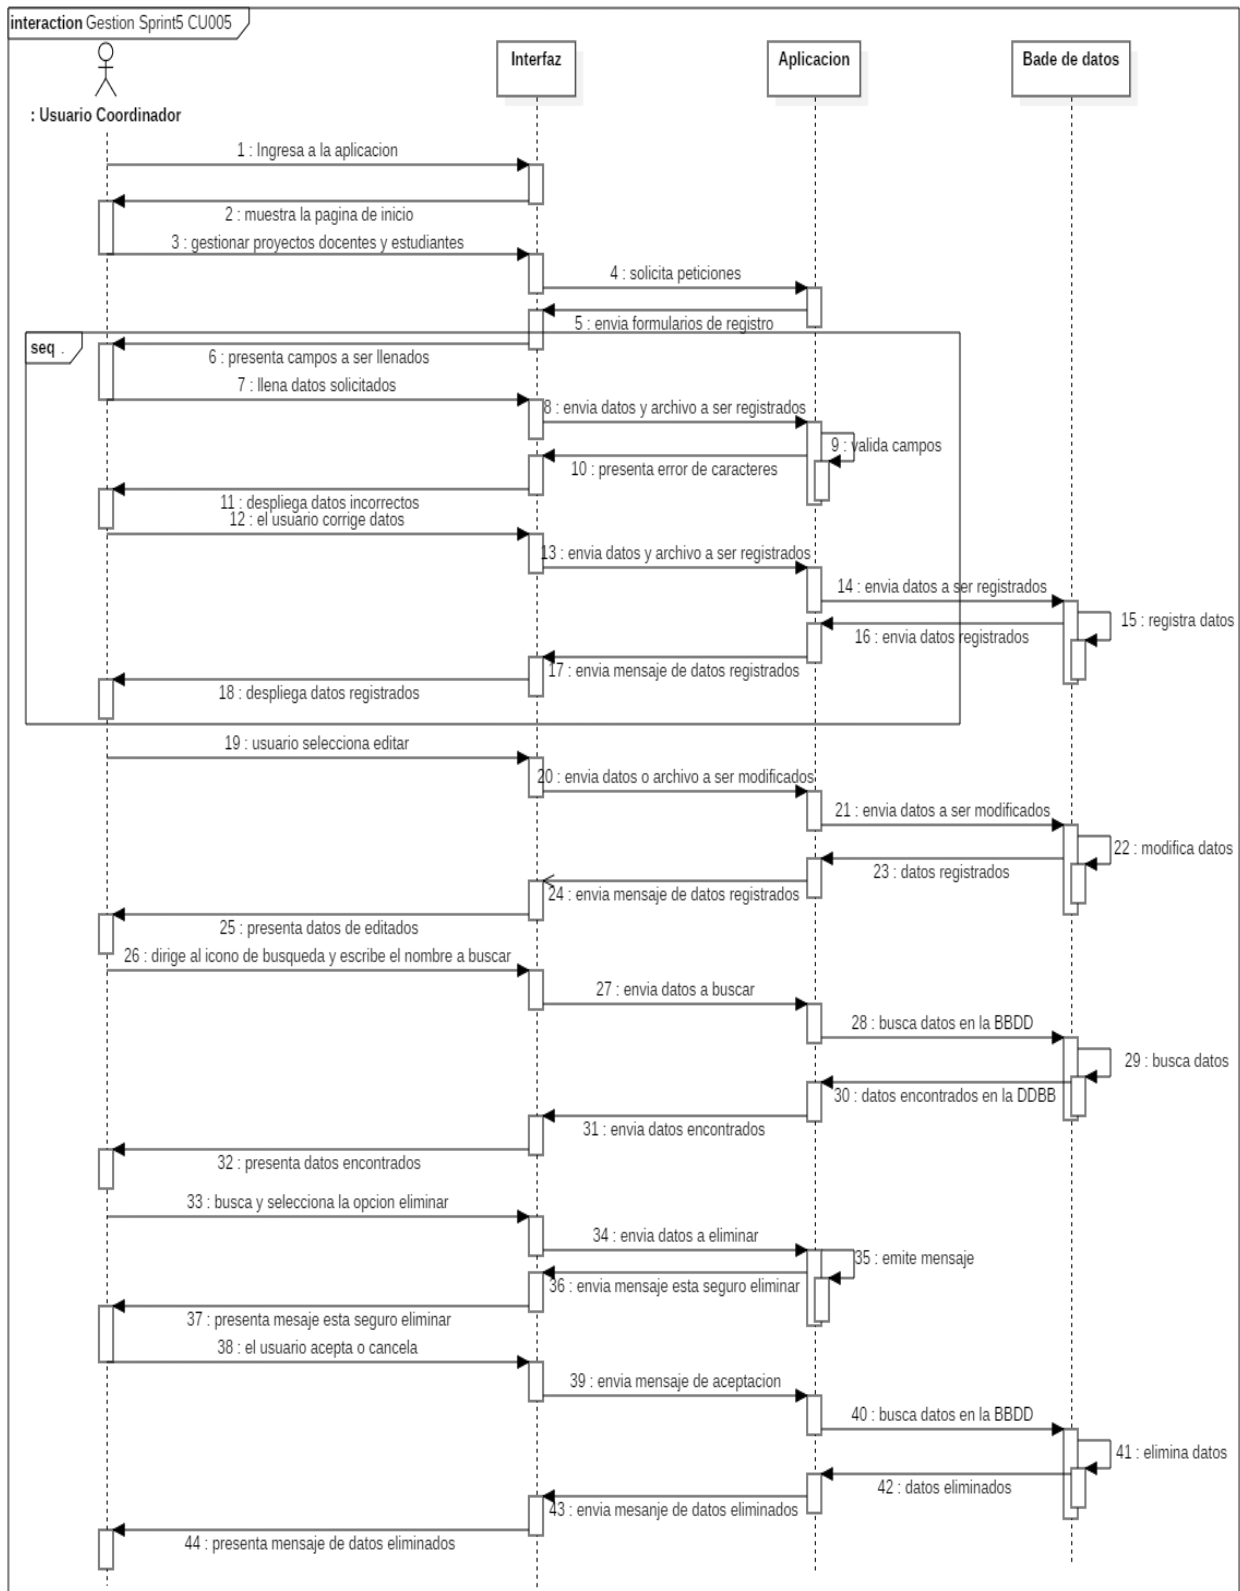 interaction Gestion Sprint5 CU005
: Usuario Coordinador
Interfaz
Aplicacion
Bade de datos
1 : Ingresa a la aplicacion
2 : muestra la pagina de inicio
3 : gestionar proyectos docentes y estudiantes
4 : solicita peticiones
5 : envia formularios de registro
seq .
6 : presenta campos a ser llenados
7 : llena datos solicitados
8 : envia datos y archivo a ser registrados
9 : valida campos
10 : presenta error de caracteres
11 : despliega datos incorrectos
12 : el usuario corrige datos
13 : envia datos y archivo a ser registrados
14 : envia datos a ser registrados
15 : registra datos
16 : envia datos registrados
17 : envia mensaje de datos registrados
18 : despliega datos registrados
19 : usuario selecciona editar
20 : envia datos o archivo a ser modificados
21 : envia datos a ser modificados
22 : modifica datos
23 : datos registrados
24 : envia mensaje de datos registrados
25 : presenta datos de editados
26 : dirige al icono de busqueda y escribe el nombre a buscar
27 : envia datos a buscar
28 : busca datos en la BBDD
29 : busca datos
30 : datos encontrados en la DDBB
31 : envia datos encontrados
32 : presenta datos encontrados
33 : busca y selecciona la opcion eliminar
34 : envia datos a eliminar
35 : emite mensaje
36 : envia mensaje esta seguro eliminar
37 : presenta mesaje esta seguro eliminar
38 : el usuario acepta o cancela
39 : envia mensaje de aceptacion
40 : busca datos en la BBDD
41 : elimina datos
42 : datos eliminados
43 : envia mesanje de datos eliminados
44 : presenta mensaje de datos eliminados